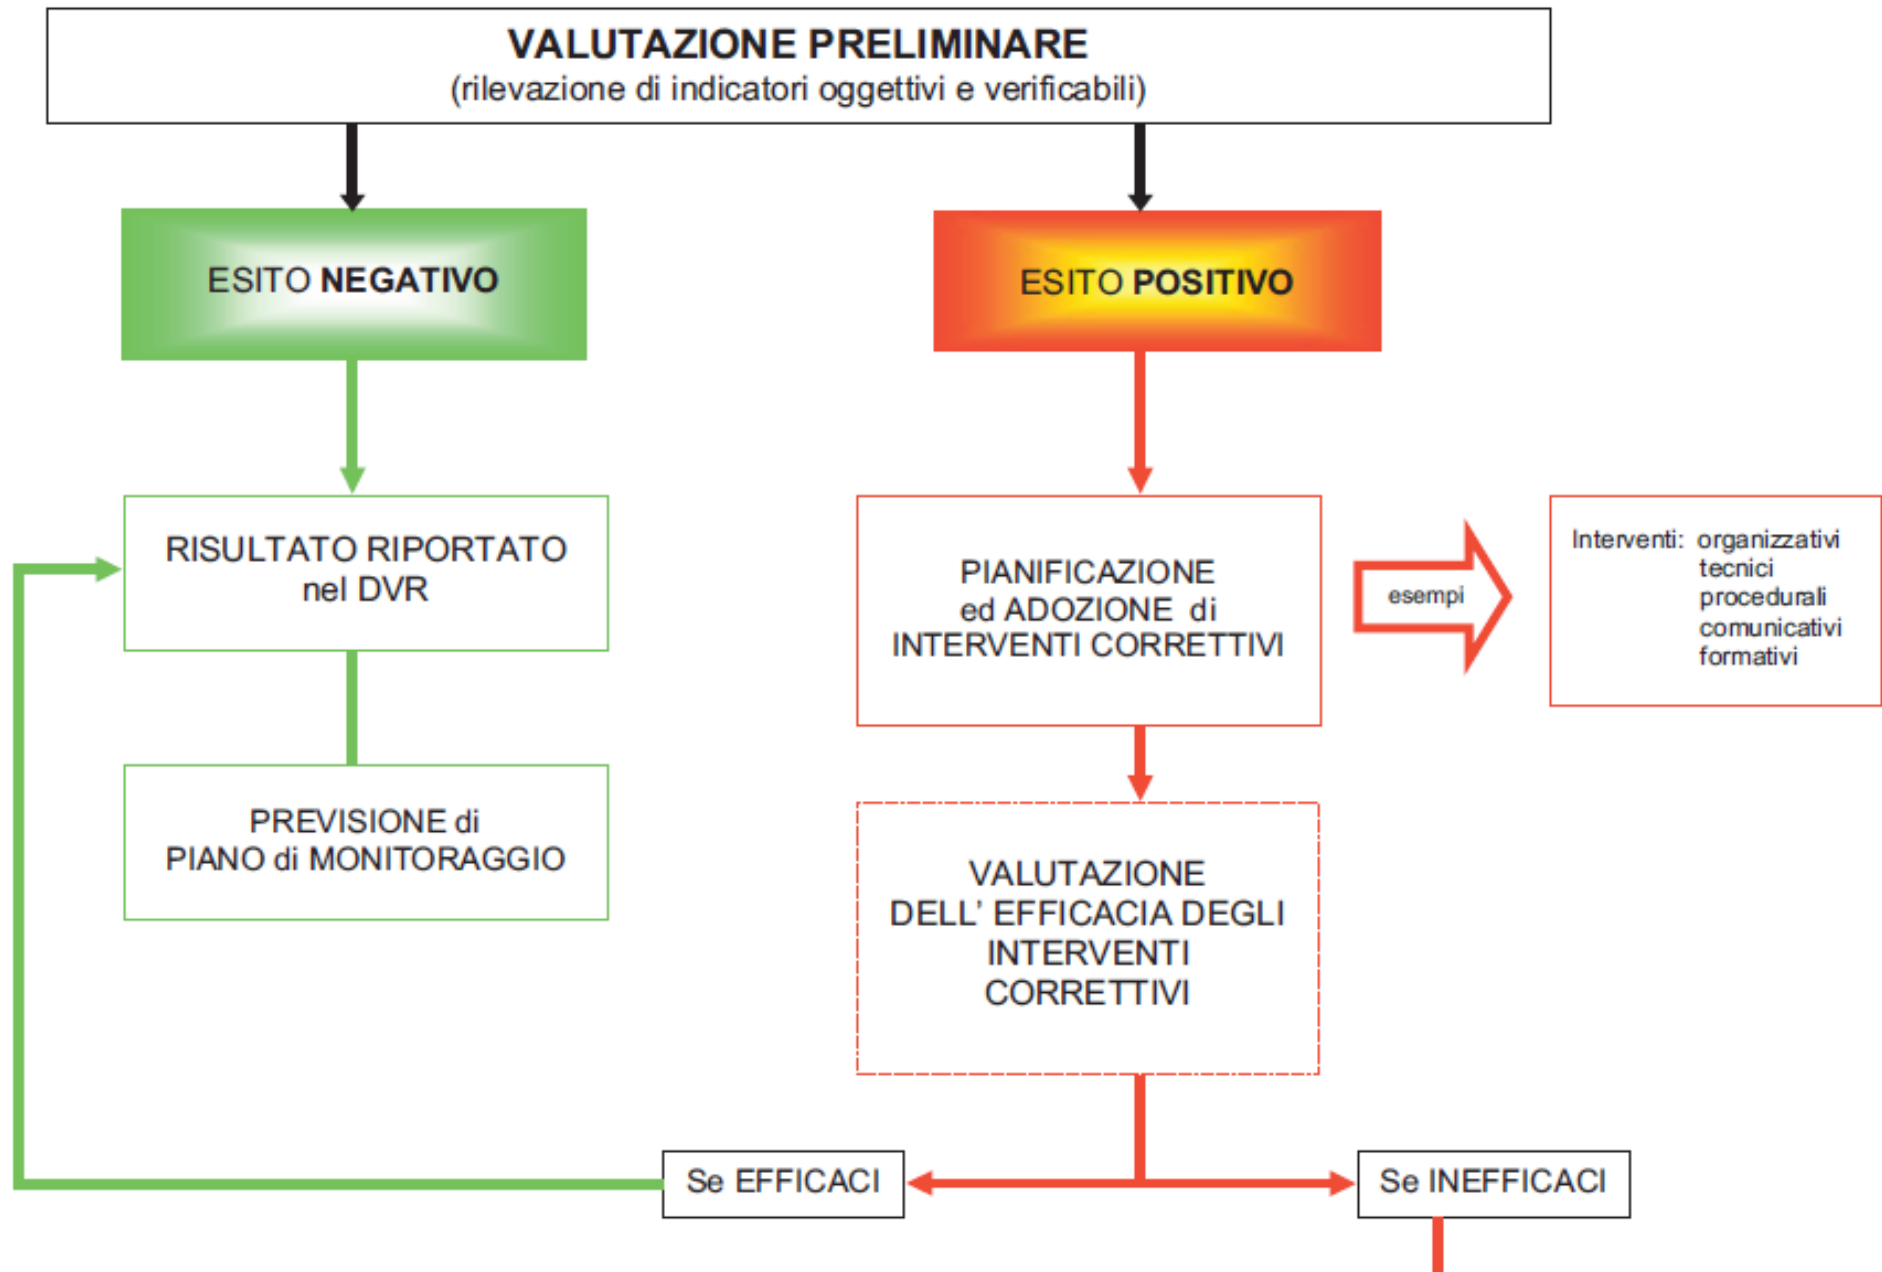 VALUTAZIONE PRELIMINARE
(rilevazione di indicatori oggettivi e verificabili)
ESITO NEGATIVO
ESITO POSITIVO
RISULTATO RIPORTATO
nel DVR
PIANIFICAZIONE
ed ADOZIONE di
INTERVENTI CORRETTIVI
esempi
Interventi: organizzativi
tecnici
procedurali
comunicativi
formativi
PREVISIONE di
PIANO di MONITORAGGIO
VALUTAZIONE
DELL' EFFICACIA DEGLI
INTERVENTI
CORRETTIVI
Se EFFICACI
Se INEFFICACI